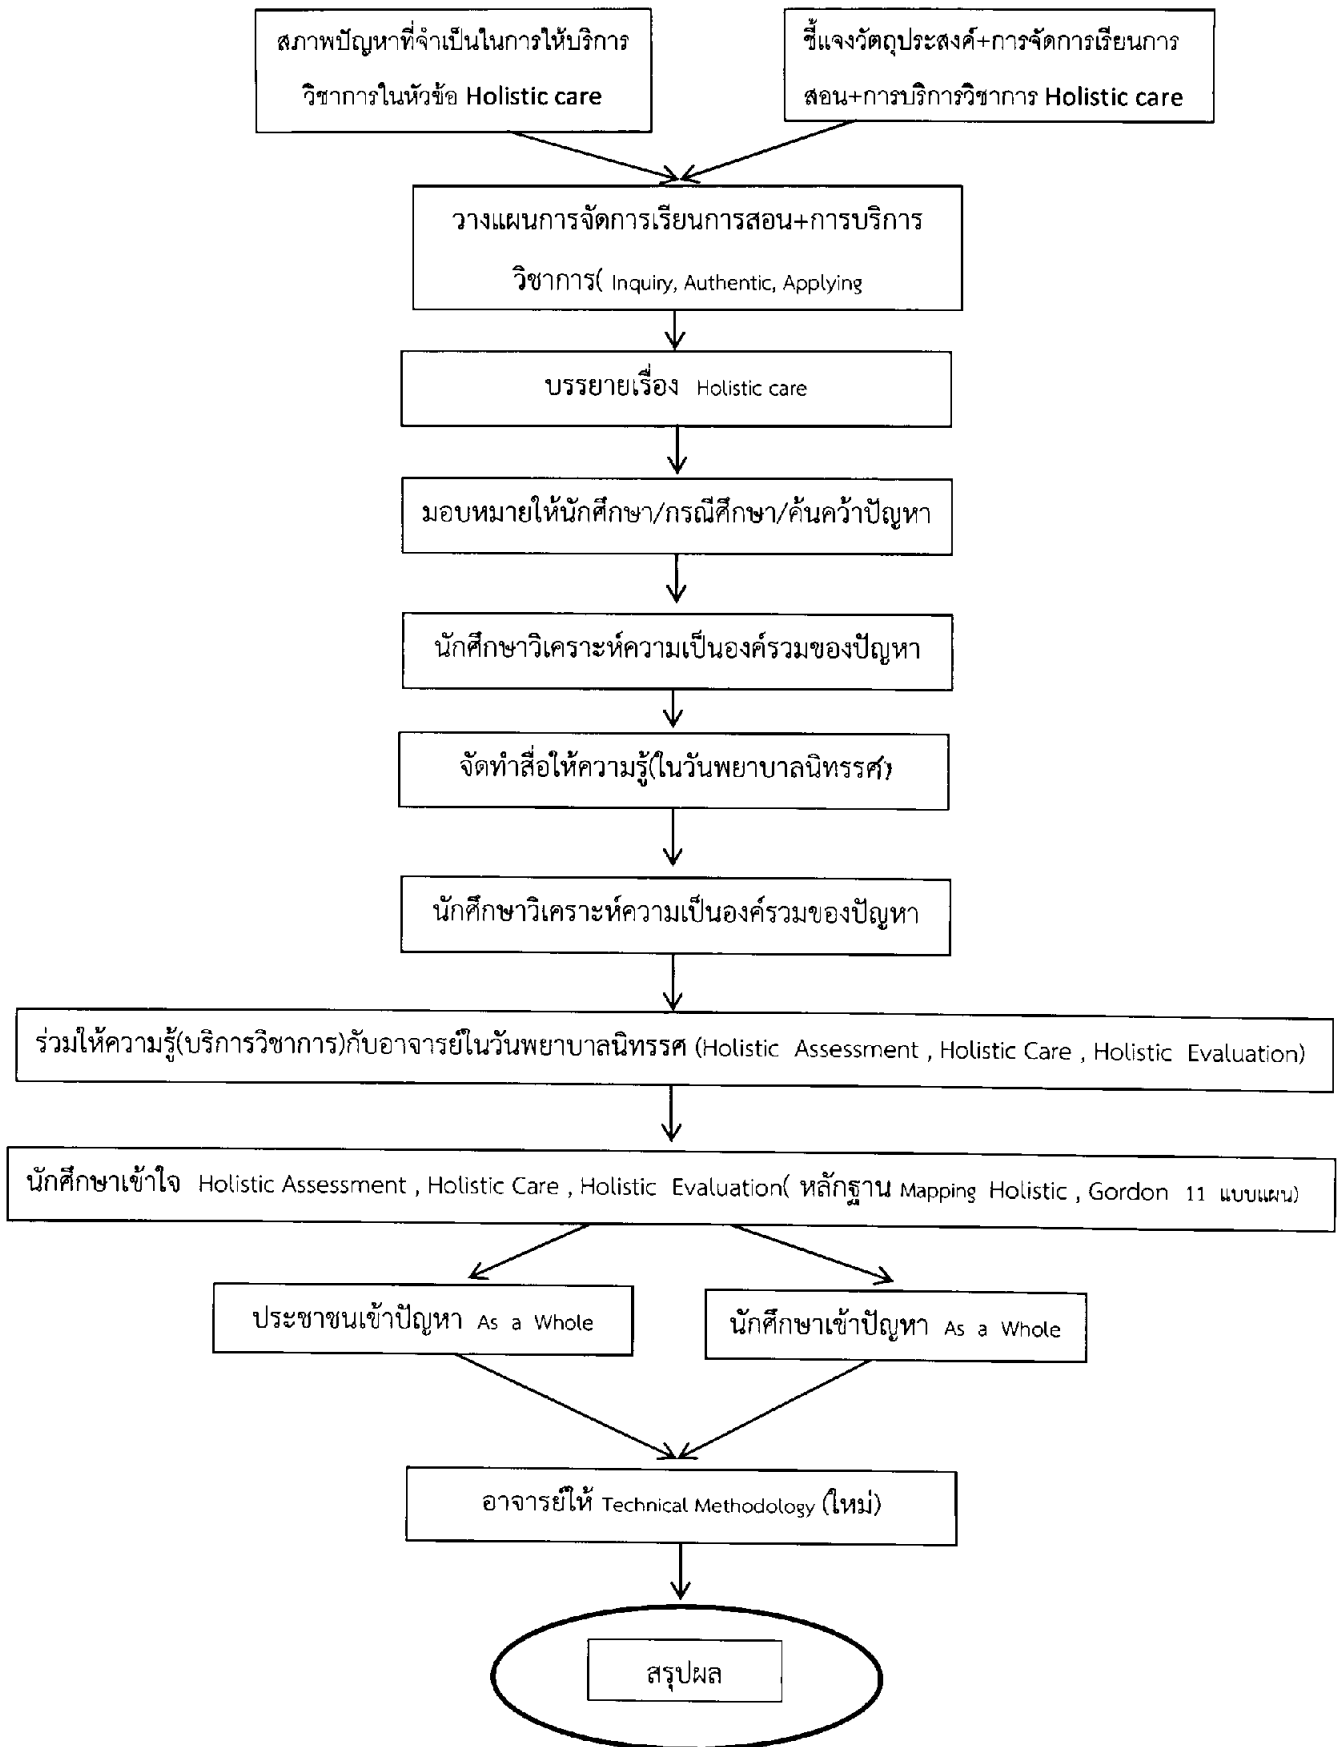 สภาพปัญหาที่จำเป็นในการให้บริการ
วิชาการในหัวข้อ Holistic care
ชี้แจงวัตถุประสงค์+การจัดการเรียนการ
สอน+การบริการวิชาการ Holistic care
วางแผนการจัดการเรียนการสอน+การบริการ
วิชาการ( Inquiry, Authentic, Applying
บรรยายเรื่อง Holistic care
มอบหมายให้นักศึกษา/กรณีศึกษา/ค้นคว้าปัญหา
นักศึกษาวิเคราะห์ความเป็นองค์รวมของปัญหา
จัดทำสื่อให้ความรู้(ในวันพยาบาลนิทรรศ)
นักศึกษาวิเคราะห์ความเป็นองค์รวมของปัญหา
ร่วมให้ความรู้(บริการวิชาการ)กับอาจารย์ในวันพยาบาลนิทรรศ (Holistic Assessment , Holistic Care , Holistic Evaluation)
นักศึกษาเข้าใจ Holistic Assessment , Holistic Care , Holistic Evaluation( หลักฐาน Mapping Holistic , Gordon 11 แบบแผน)
ประชาชนเข้าปัญหา As a Whole
นักศึกษาเข้าปัญหา As a Whole
อาจารย์ให้ Technical Methodology (ใหม่)
สรุปผล